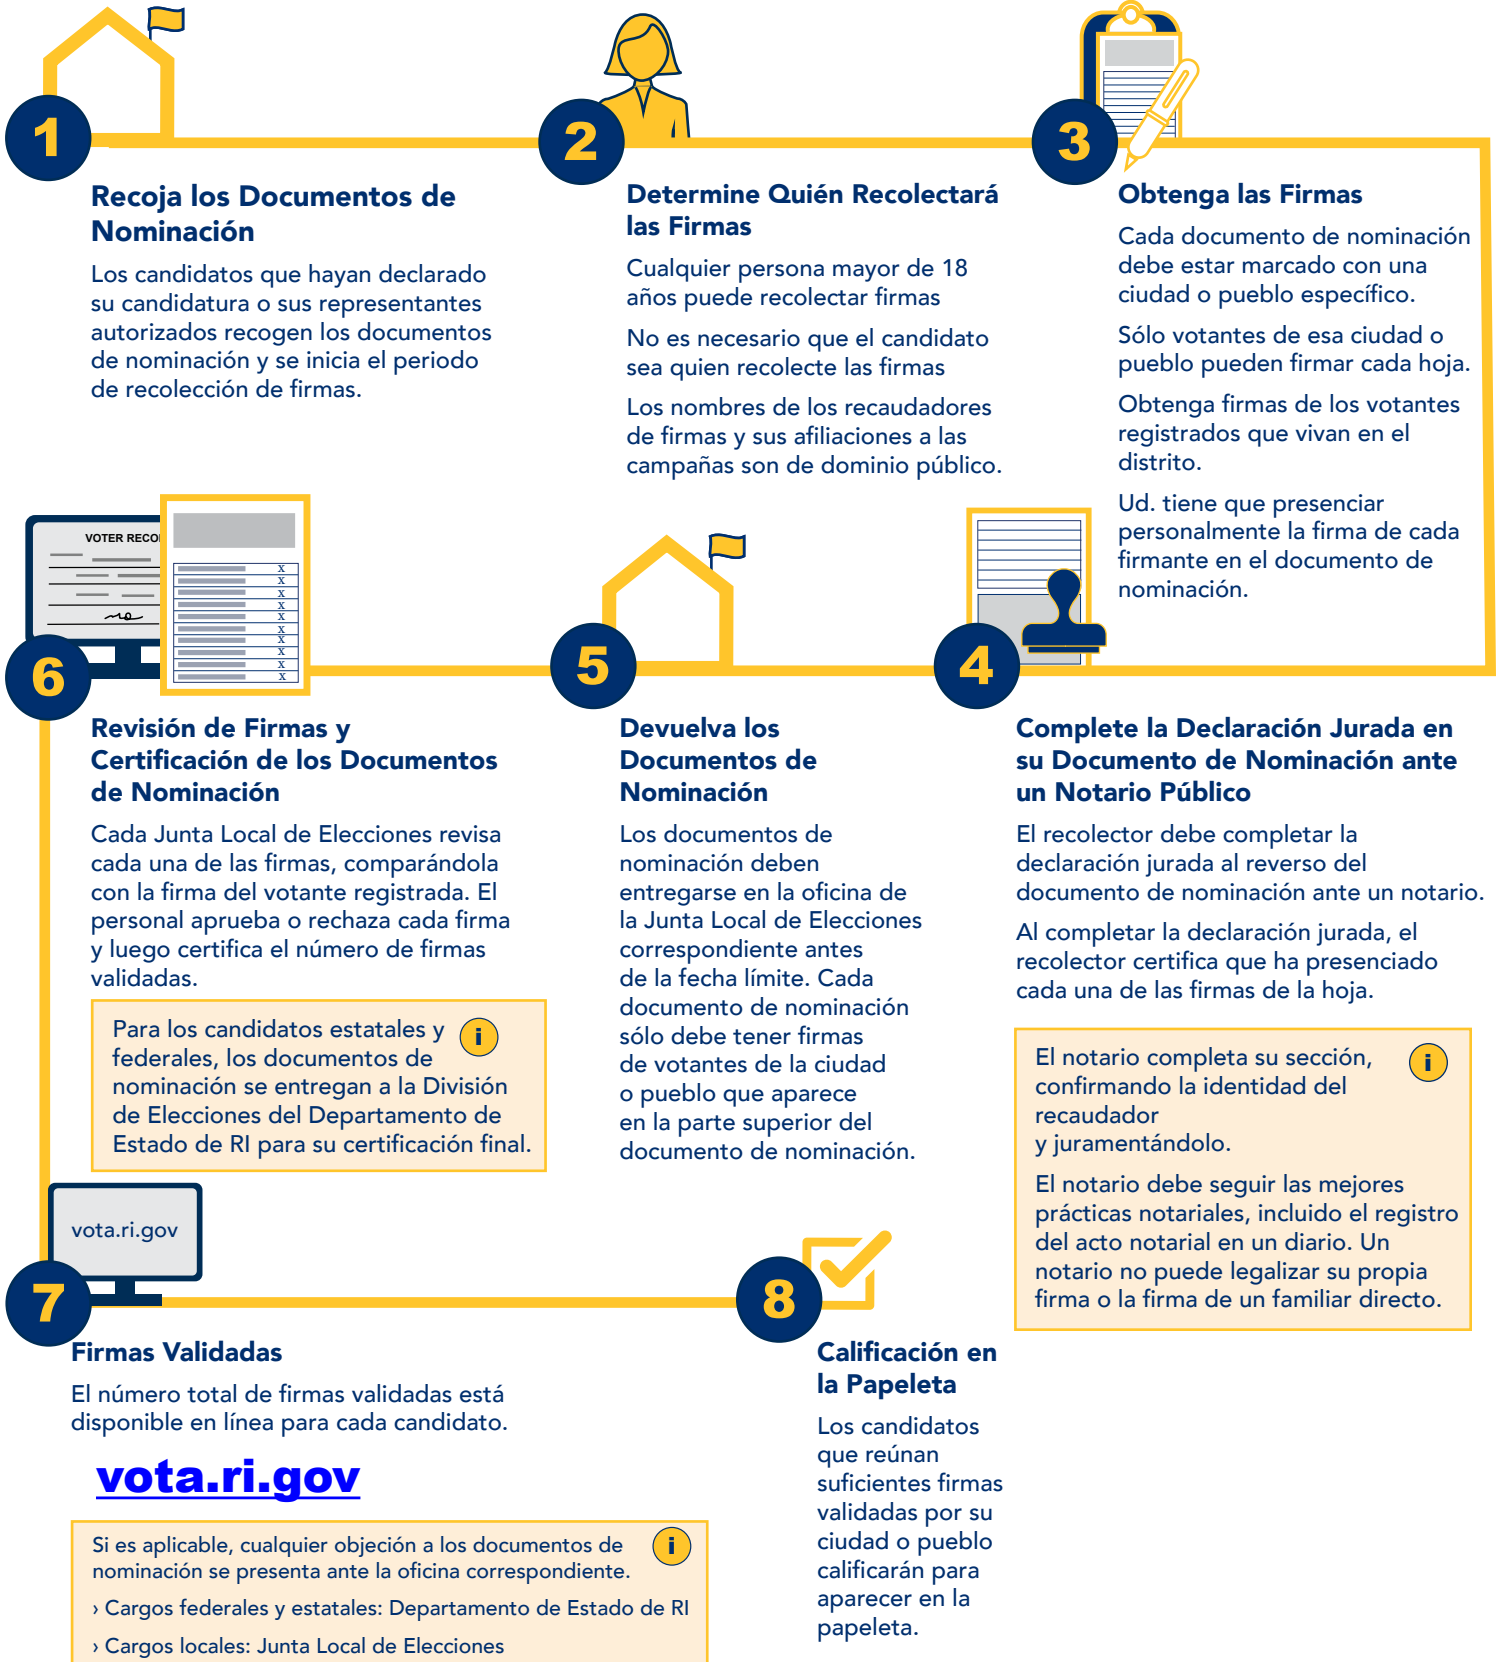 1
Recoja los Documentos de
Nominación
Los candidatos que hayan declarado
su candidatura o sus representantes
autorizados recogen los documentos
de nominación y se inicia el periodo
de recolección de firmas.
2
Determine Quién Recolectará
las Firmas
Cualquier persona mayor de 18
años puede recolectar firmas
No es necesario que el candidato
sea quien recolecte las firmas
Los nombres de los recaudadores
de firmas y sus afiliaciones a las
campañas son de dominio público.
3
Obtenga las Firmas
Cada documento de nominación
debe estar marcado con una
ciudad o pueblo específico.
Sólo votantes de esa ciudad o
pueblo pueden firmar cada hoja.
Obtenga firmas de los votantes
registrados que vivan en el
distrito.
Ud. tiene que presenciar
personalmente la firma de cada
firmante en el documento de
nominación.
4
Complete la Declaración Jurada en
su Documento de Nominación ante
un Notario Público
El recolector debe completar la
declaración jurada al reverso del
documento de nominación ante un notario.
Al completar la declaración jurada, el
recolector certifica que ha presenciado
cada una de las firmas de la hoja.
i
El notario completa su sección,
confirmando la identidad del
recaudador
y juramentándolo.
El notario debe seguir las mejores
prácticas notariales, incluido el registro
del acto notarial en un diario. Un
notario no puede legalizar su propia
firma o la firma de un familiar directo.
5
Devuelva los
Documentos de
Nominación
Los documentos de
nominación deben
entregarse en la oficina de
la Junta Local de Elecciones
correspondiente antes
de la fecha límite. Cada
documento de nominación
sólo debe tener firmas
de votantes de la ciudad
o pueblo que aparece
en la parte superior del
documento de nominación.
VOTER RECO
x
x
x
x
x
x
x
x
x
x
6
Revisión de Firmas y
Certificación de los Documentos
de Nominación
Cada Junta Local de Elecciones revisa
cada una de las firmas, comparándola
con la firma del votante registrada. El
personal aprueba o rechaza cada firma
y luego certifica el número de firmas
validadas.
i
Para los candidatos estatales y
federales, los documentos de
nominación se entregan a la División
de Elecciones del Departamento de
Estado de RI para su certificación final.
vota.ri.gov
7
Firmas Validadas
El número total de firmas validadas está
disponible en línea para cada candidato.
vota.ri.gov
i
Si es aplicable, cualquier objeción a los documentos de
nominación se presenta ante la oficina correspondiente.
› Cargos federales y estatales: Departamento de Estado de RI
› Cargos locales: Junta Local de Elecciones
8
Calificación en
la Papeleta
Los candidatos
que reúnan
suficientes firmas
validadas por su
ciudad o pueblo
calificarán para
aparecer en la
papeleta.